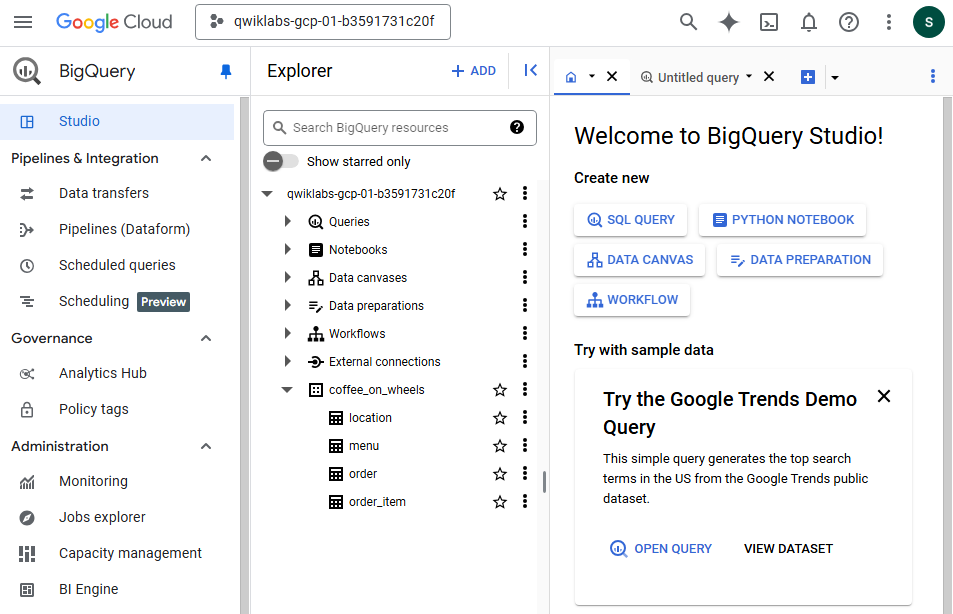 Google Cloud
qwiklabs-gcp-01-b3591731c20f
S
BigQuery
Studio
Pipelines & Integration
Data transfers
Pipelines (Dataform)
Scheduled queries
Scheduling Preview
Governance
Analytics Hub
Policy tags
Administration
Monitoring
Jobs explorer
Capacity management
BI Engine
Explorer
+ ADD
Search BigQuery resources
Show starred only
qwiklabs-gcp-01-b3591731c20f
Queries
Notebooks
Data canvases
Data preparations
Workflows
External connections
coffee_on_wheels
location
menu
order
order_item
Untitled query
Welcome to BigQuery Studio!
Create new
SQL QUERY
PYTHON NOTEBOOK
DATA CANVAS
DATA PREPARATION
WORKFLOW
Try with sample data
Try the Google Trends Demo
Query
This simple query generates the top search
terms in the US from the Google Trends public
dataset.
OPEN QUERY
VIEW DATASET